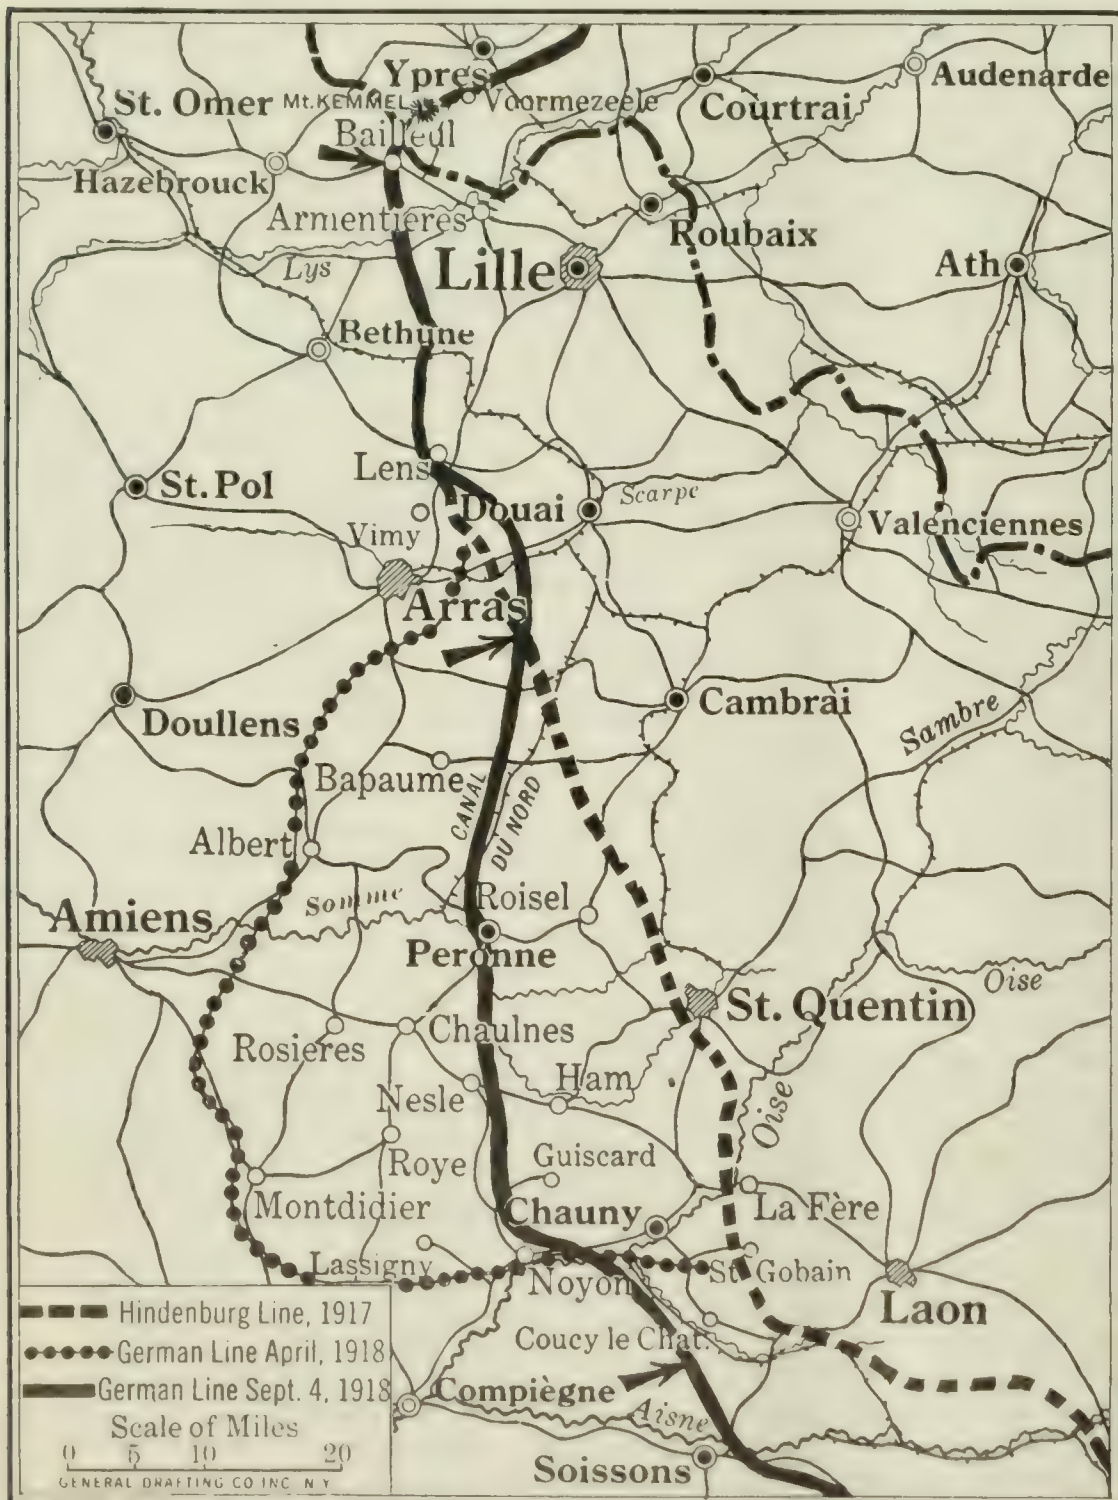 Ypres
Audenarde
St. Omer
Mt. KEMMEL
Voormezeele
Courtrai
Bailleul
Hazebrouck
Armentieres
Roubaix
Lys
Lille
Ath
Bethune
Lens
St. Pol
Douai
Scarpe
Vimy
Valenciennes
Arras
Cambrai
Doullens
Sambre
Bapaume
CANAL
DU NORD
Albert
Somme
Roisel
Amiens
Peronne
Oise
St. Quentin
Rosieres
Chaulnes
Ham
Nesle
Oise
Guiscard
Roye
Montdidier
Chauny
La Fère
Lassigny
Noyon
St. Gobain
Laon
Coucy le Chat.
Compiègne
Aisne
Soissons
Hindenburg Line, 1917
German Line April, 1918
German Line Sept. 4, 1918
Scale of Miles
0 5 10 20
GENERAL DRAFTING CO INC N Y